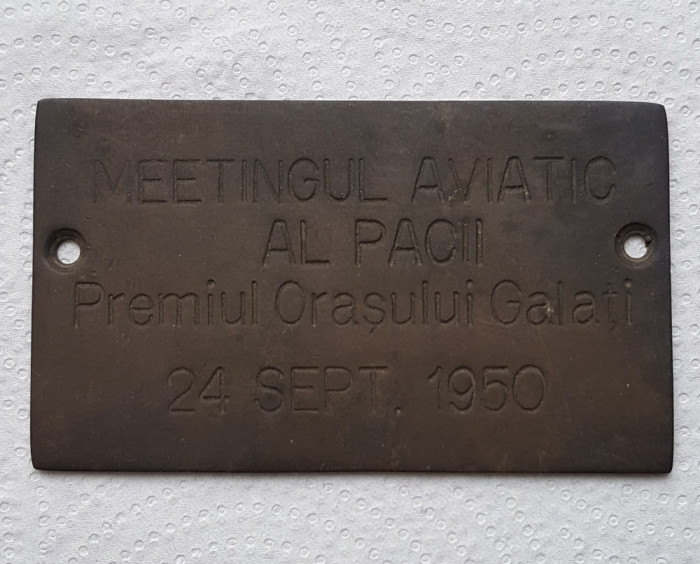 MEETINGUL AVIATIC
AL PACII
Premiul Orașului Galați
24 SEPT. 1950